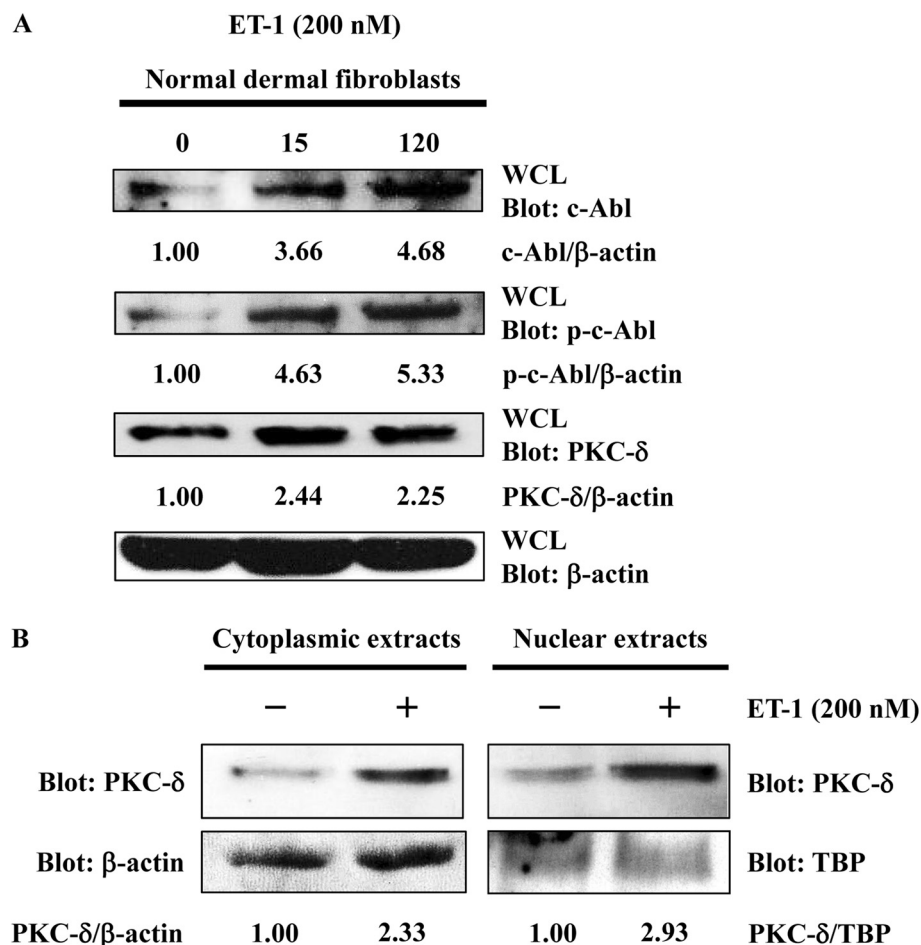 A
ET-1 (200 nM)
Normal dermal fibroblasts
0 15 120
WCL
Blot: c-Abl
1.00 3.66 4.68 c-Abl/β-actin
WCL
Blot: p-c-Abl
1.00 4.63 5.33 p-c-Abl/β-actin
WCL
Blot: PKC-δ
1.00 2.44 2.25 PKC-δ/β-actin
WCL
Blot: β-actin
B
Cytoplasmic extracts Nuclear extracts
− + − + ET-1 (200 nM)
Blot: PKC-δ Blot: PKC-δ
Blot: β-actin Blot: TBP
PKC-δ/β-actin 1.00 2.33 1.00 2.93 PKC-δ/TBP